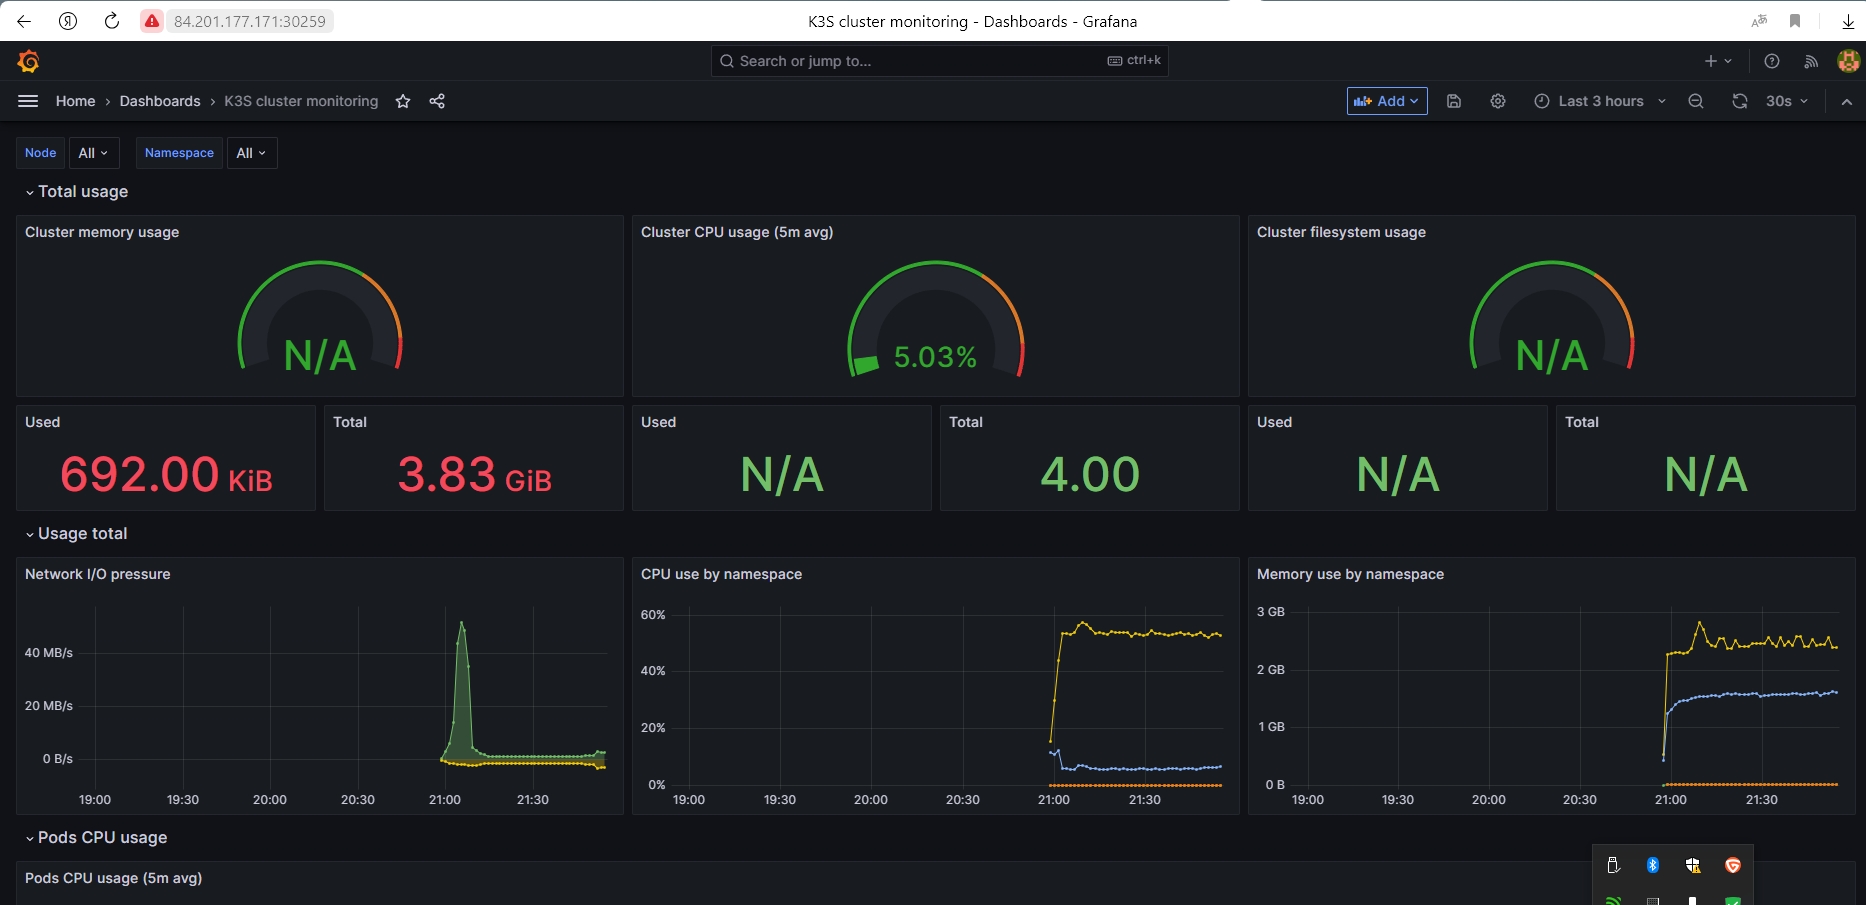 84.201.177.171:30259
K3S cluster monitoring - Dashboards - Grafana
Search or jump to...
ctrl+k
Home › Dashboards › K3S cluster monitoring
Add
Last 3 hours
30s
Node
All
Namespace
All
Total usage
Cluster memory usage
N/A
Cluster CPU usage (5m avg)
5.03%
Cluster filesystem usage
N/A
Used
692.00 KiB
Total
3.83 GiB
Used
N/A
Total
4.00
Used
N/A
Total
N/A
Usage total
Network I/O pressure
40 MB/s
20 MB/s
0 B/s
19:00 19:30 20:00 20:30 21:00 21:30
CPU use by namespace
60%
40%
20%
0%
19:00 19:30 20:00 20:30 21:00 21:30
Memory use by namespace
3 GB
2 GB
1 GB
0 B
19:00 19:30 20:00 20:30 21:00 21:30
Pods CPU usage
Pods CPU usage (5m avg)